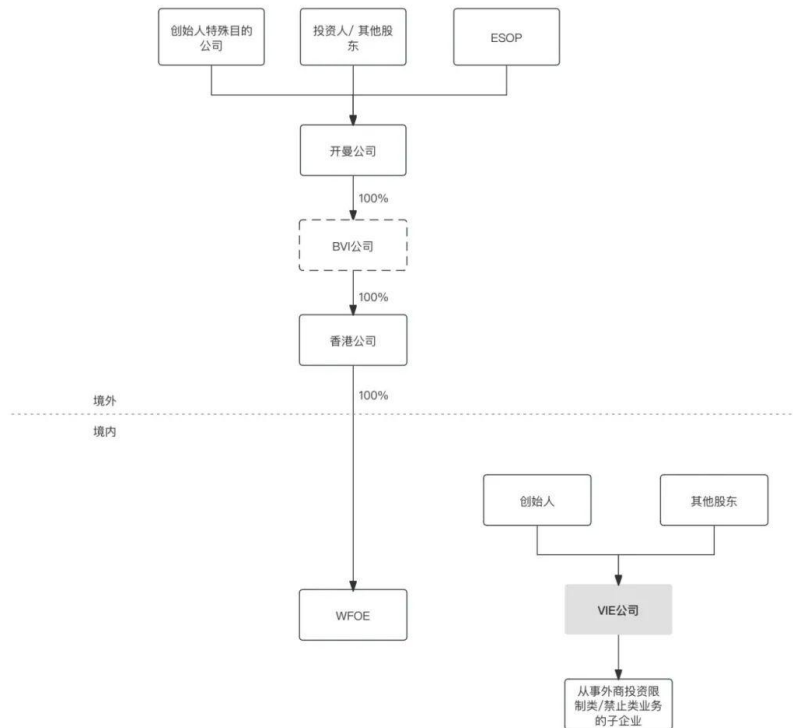 创始人特殊目的
公司
投资人/ 其他股
东
ESOP
开曼公司
100%
BVI公司
100%
香港公司
100%
境外
境内
创始人
其他股东
WFOE
VIE公司
从事外商投资限
制类/禁止类业务
的子企业